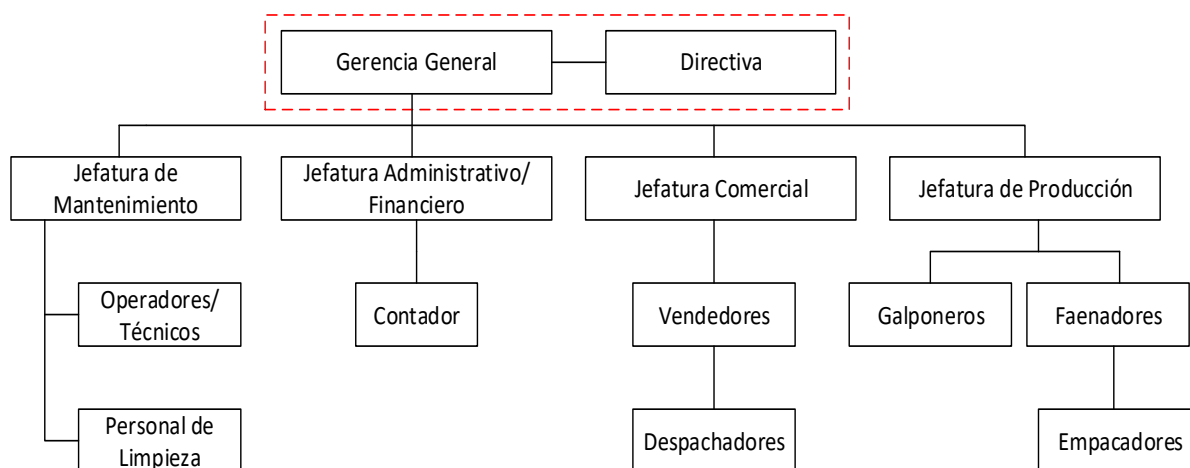 Gerencia General
Directiva
Jefatura de
Mantenimiento
Jefatura Administrativo/
Financiero
Jefatura Comercial
Jefatura de Producción
Operadores/
Técnicos
Contador
Vendedores
Galponeros
Faenadores
Personal de
Limpieza
Despachadores
Empacadores